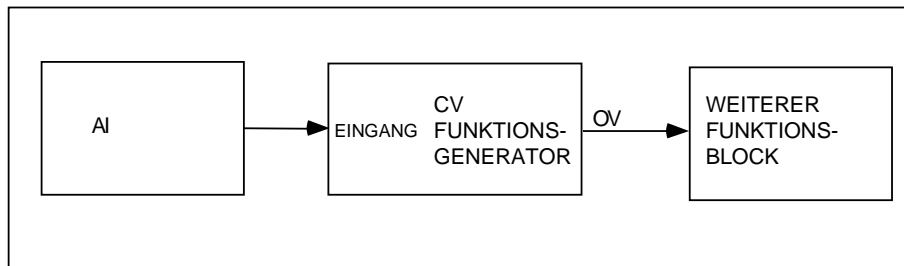 AI
EINGANG
CV
FUNKTIONS-
GENERATOR
OV
WEITERER
FUNKTIONS-
BLOCK